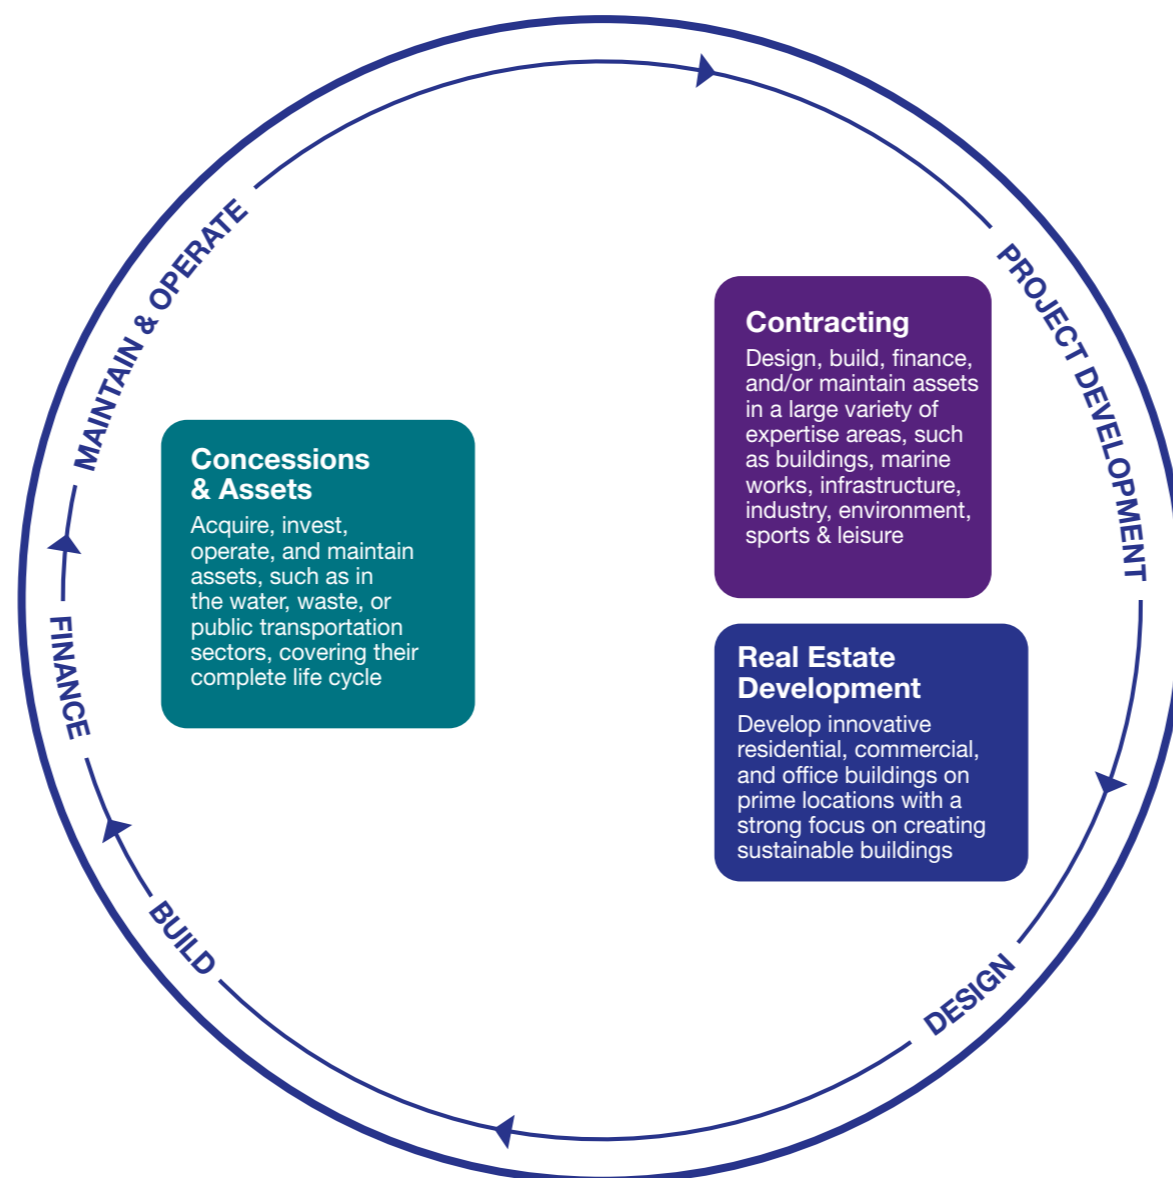 MAINTAIN & OPERATE
PROJECT DEVELOPMENT
Contracting
Design, build, finance,
and/or maintain assets
in a large variety of
expertise areas, such
as buildings, marine
works, infrastructure,
industry, environment,
sports & leisure
Concessions
& Assets
Acquire, invest,
operate, and maintain
assets, such as in
the water, waste, or
public transportation
sectors, covering their
complete life cycle
FINANCE
Real Estate
Development
Develop innovative
residential, commercial,
and office buildings on
prime locations with a
strong focus on creating
sustainable buildings
BUILD
DESIGN